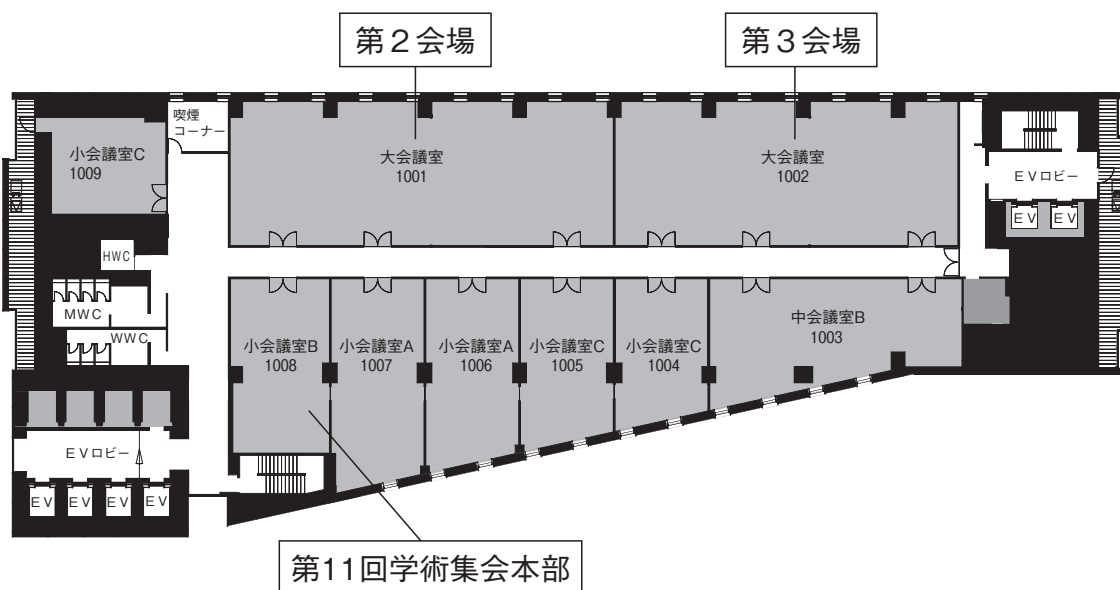 第2会場
第3会場
喫煙
コーナー
小会議室C
1009
大会議室
1001
大会議室
1002
EVロビー
EV
EV
HWC
MWC
WWC
小会議室B
1008
小会議室A
1007
小会議室A
1006
小会議室C
1005
小会議室C
1004
中会議室B
1003
EVロビー
EV
EV
EV
EV
第11回学術集会本部